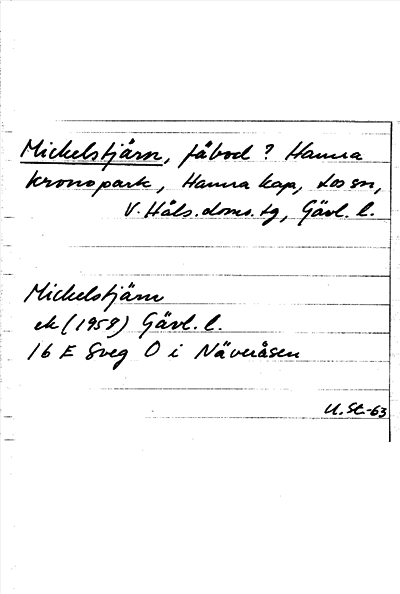 Mickelstjärn, fäbod ? Hamra
kronopark, Hamra kap, Los sn,
V. Häls. doms. tg, Gävl. l.
Mickelstjärn
ek (1959) Gävl. l.
16 E Sveg O i Näveråsen
U. St-63